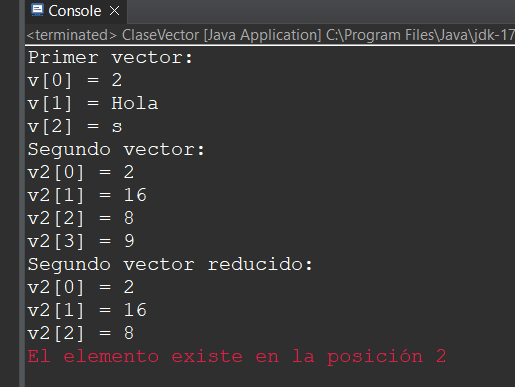 Console
<terminated> ClaseVector [Java Application] C:\Program Files\Java\jdk-17
Primer vector:
v[0] = 2
v[1] = Hola
v[2] = s
Segundo vector:
v2[0] = 2
v2[1] = 16
v2[2] = 8
v2[3] = 9
Segundo vector reducido:
v2[0] = 2
v2[1] = 16
v2[2] = 8
El elemento existe en la posición 2